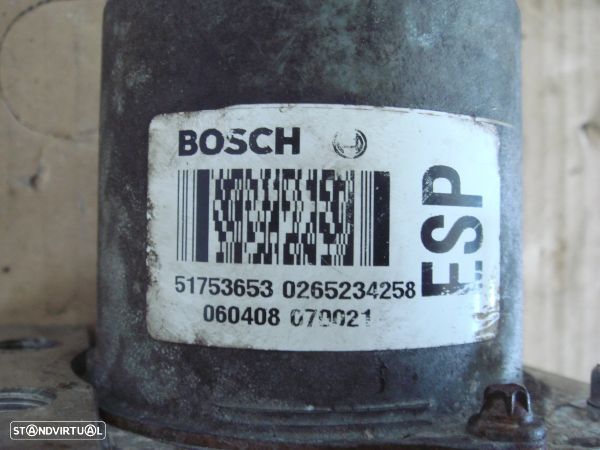 BOSCH
ESP
51753653 0265234258
060408 070021
STANDVIRTUAL